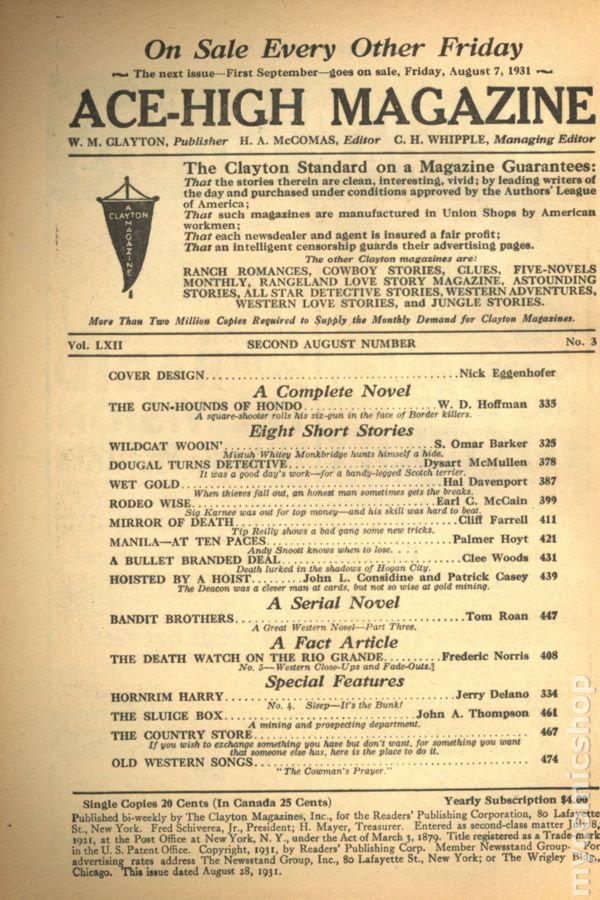 On Sale Every Other Friday
The next issue—First September—goes on sale, Friday, August 7, 1931
ACE-HIGH MAGAZINE
W. M. CLAYTON, Publisher H. A. McCOMAS, Editor C. H. WHIPPLE, Managing Editor
A CLAYTON MAGAZINE
The Clayton Standard on a Magazine Guarantees:
That the stories therein are clean, interesting, vivid; by leading writers of
the day and purchased under conditions approved by the Authors' League
of America;
That such magazines are manufactured in Union Shops by American
workmen;
That each newsdealer and agent is insured a fair profit;
That an intelligent censorship guards their advertising pages.
The other Clayton magazines are:
RANCH ROMANCES, COWBOY STORIES, CLUES, FIVE-NOVELS
MONTHLY, RANGELAND LOVE STORY MAGAZINE, ASTOUNDING
STORIES, ALL STAR DETECTIVE STORIES, WESTERN ADVENTURES,
WESTERN LOVE STORIES, and JUNGLE STORIES.
More Than Two Million Copies Required to Supply the Monthly Demand for Clayton Magazines.
Vol. LXII SECOND AUGUST NUMBER No. 3
COVER DESIGN Nick Eggenhofer
A Complete Novel
THE GUN-HOUNDS OF HONDO W. D. Hoffman 335
A square-shooter rolls his six-gun in the face of Border killers.
Eight Short Stories
WILDCAT WOOIN' S. Omar Barker 325
Mistuh Whitey Monkbridge hunts himself a hide.
DOUGAL TURNS DETECTIVE Dysart McMullen 378
It was a good day's work—for a bandy-legged Scotch terrier.
WET GOLD Hal Davenport 387
When thieves fall out, an honest man sometimes gets the breaks.
RODEO WISE Earl C. McCain 399
Sig Karnee was out for top money—and his skill was hard to beat.
MIRROR OF DEATH Cliff Farrell 411
Tip Reilly shows a bad gang some new tricks.
MANILA—AT TEN PACES Palmer Hoyt 421
Andy Snoott knows when to lose. . . .
A BULLET BRANDED DEAL Clee Woods 431
Death lurked in the shadows of Hogan City.
HOISTED BY A HOIST John L. Considine and Patrick Casey 439
The Deacon was a clever man at cards, but not so wise at gold mining.
A Serial Novel
BANDIT BROTHERS Tom Roan 447
A Great Western Novel—Part Three.
A Fact Article
THE DEATH WATCH ON THE RIO GRANDE Frederic Norris 408
No. 5—Western Close-Ups and Fade-Outs.
Special Features
HORNRIM HARRY Jerry Delano 334
No. 4. Sleep—It's the Bunk!
THE SLUICE BOX John A. Thompson 461
A mining and prospecting department.
THE COUNTRY STORE 467
If you wish to exchange something you have but don't want, for something you want
that someone else has, here is the place to do it.
OLD WESTERN SONGS 474
"The Cowman's Prayer."
Single Copies 20 Cents (In Canada 25 Cents) Yearly Subscription $4.00
Published bi-weekly by The Clayton Magazines, Inc., for the Readers' Publishing Corporation, 80 Lafayette
St., New York. Fred Schiverea, Jr., President; H. Mayer, Treasurer. Entered as second-class matter July 8,
1921, at the Post Office at New York, N. Y., under the Act of March 3, 1879. Title registered as a Trade mark
in the U. S. Patent Office. Copyright, 1931, by Readers' Publishing Corp. Member Newsstand Group. For
advertising rates address The Newsstand Group, Inc., 80 Lafayette St., New York; or The Wrigley Bldg.,
Chicago. This issue dated August 28, 1931.
mycomicshop